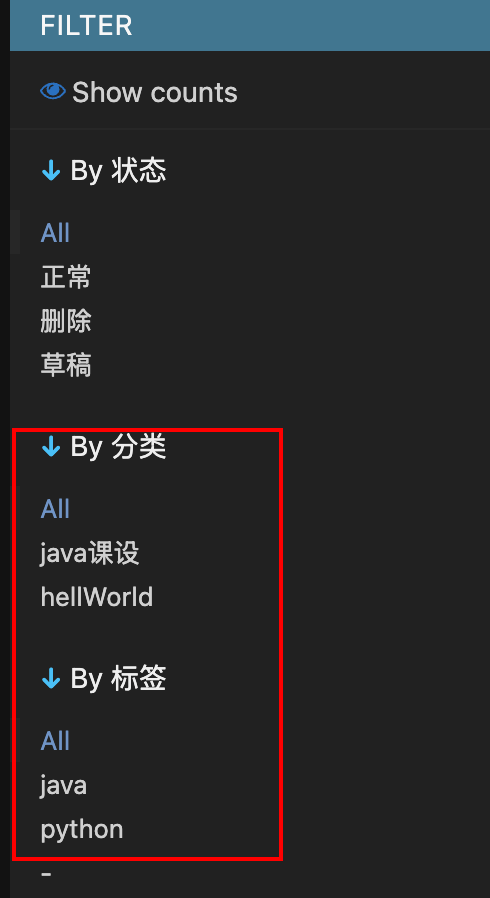 FILTER
Show counts
↓ By 状态
All
正常
删除
草稿
↓ By 分类
All
java课设
hellWorld
↓ By 标签
All
java
python
-